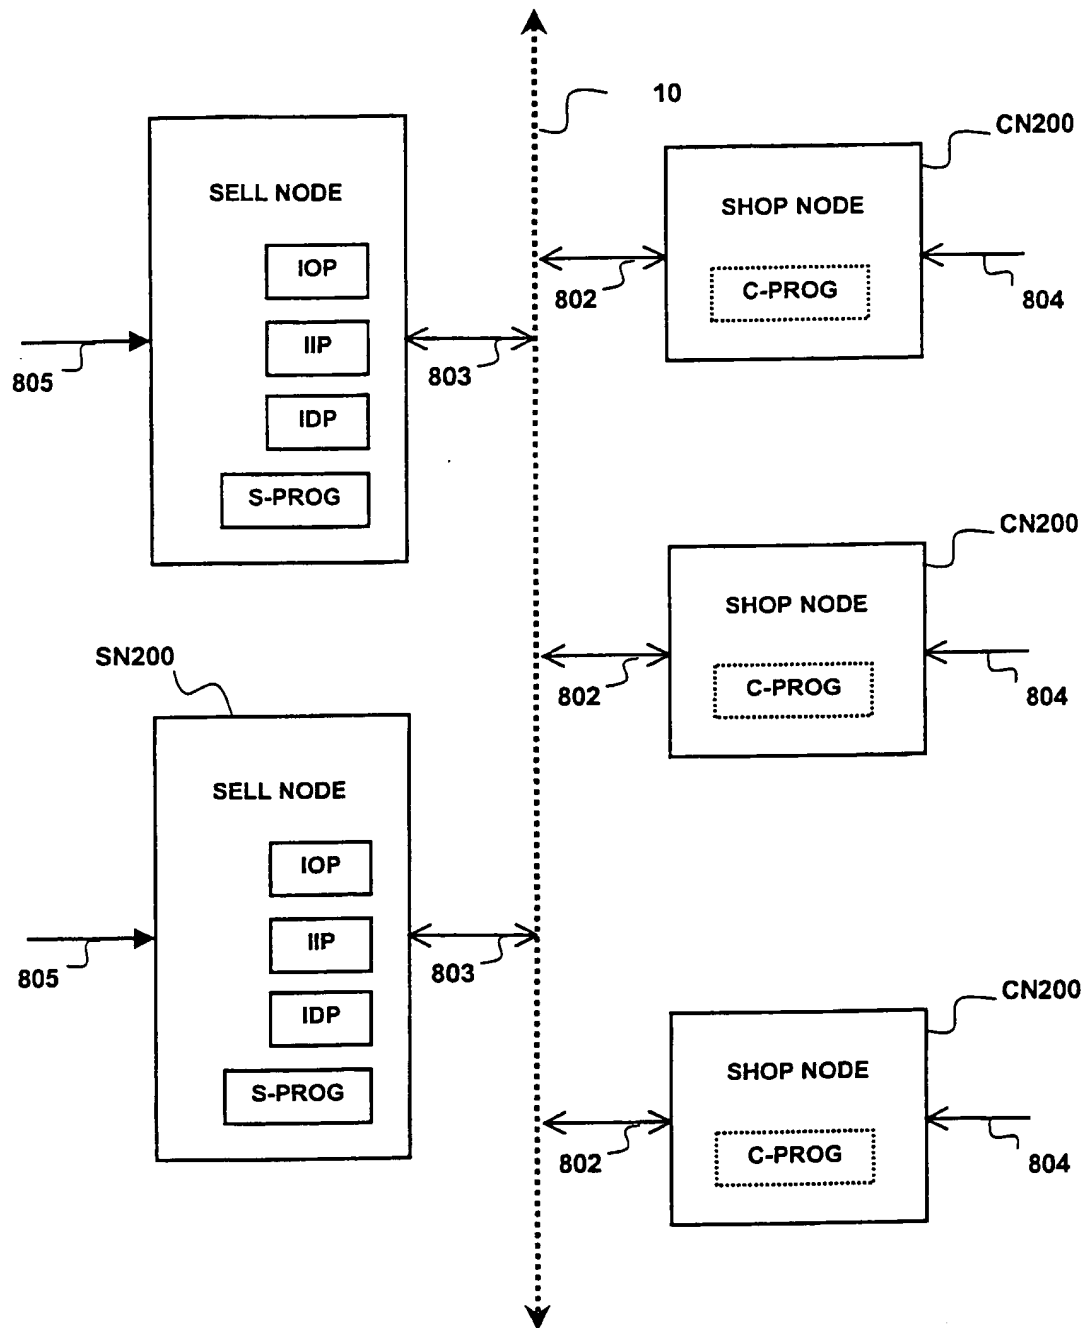 10
CN200
SELL NODE
SHOP NODE
IOP
C-PROG
802
804
IIP
805
803
IDP
S-PROG
CN200
SHOP NODE
SN200
C-PROG
802
804
SELL NODE
IOP
IIP
805
803
CN200
IDP
SHOP NODE
S-PROG
C-PROG
802
804